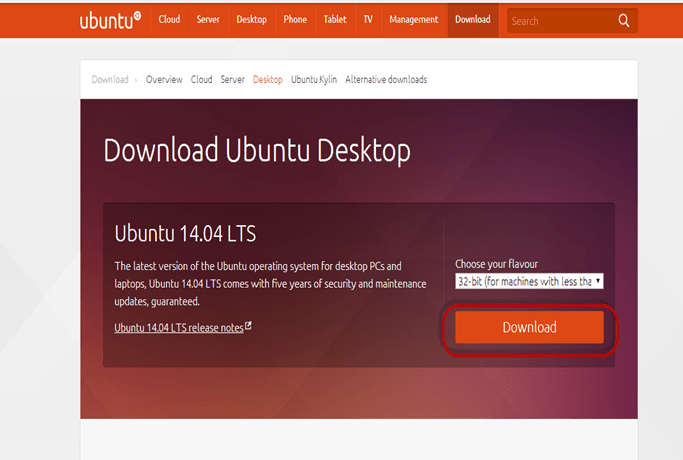 ubuntu Cloud Server Desktop Phone Tablet TV Management Download Search
Download › Overview Cloud Server Desktop Ubuntu Kylin Alternative downloads
Download Ubuntu Desktop
Ubuntu 14.04 LTS
The latest version of the Ubuntu operating system for desktop PCs and
laptops, Ubuntu 14.04 LTS comes with five years of security and maintenance
updates, guaranteed.
Ubuntu 14.04 LTS release notes
Choose your flavour
32-bit (for machines with less tha
Download